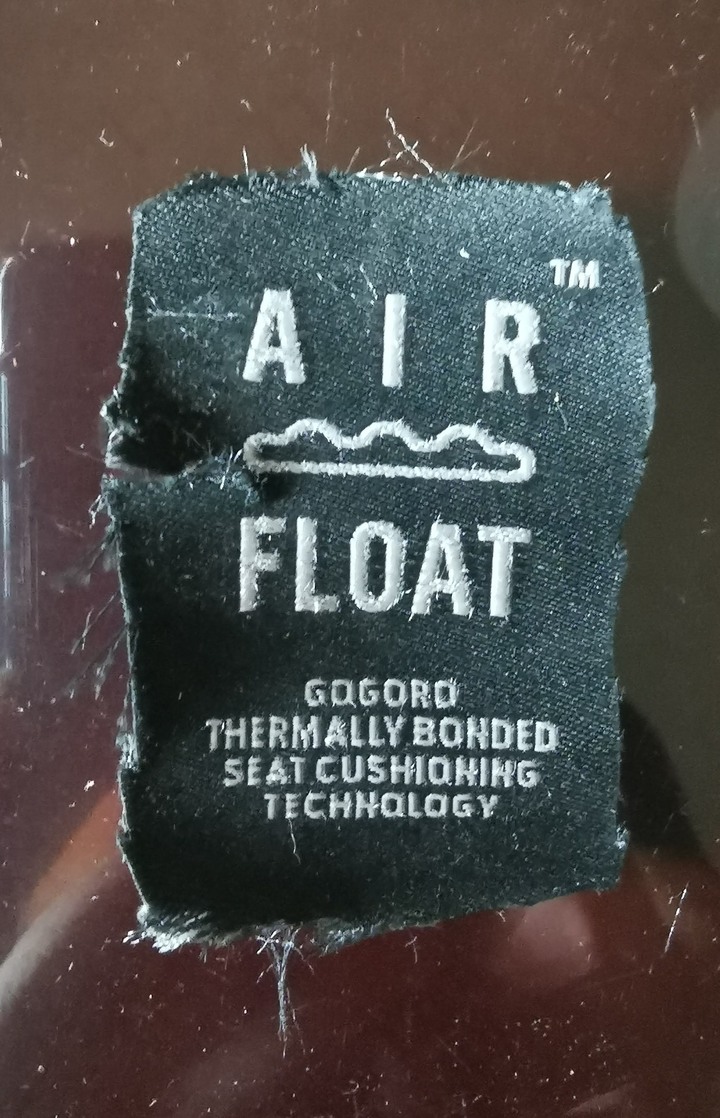 AIR™
FLOAT
GOGORO
THERMALLY BONDED
SEAT CUSHIONING
TECHNOLOGY